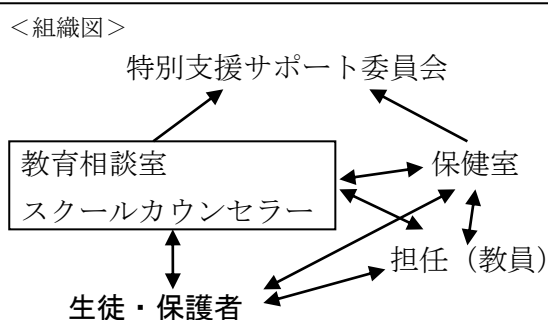 ＜組織図＞
特別支援サポート委員会
教育相談室
保健室
スクールカウンセラー
担任（教員）
生徒・保護者